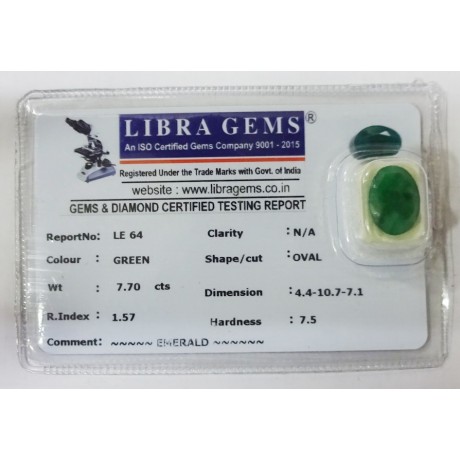 LIBRA GEMS ®
An ISO Certified Gems Company 9001 - 2015
Registered Under the Trade Marks with Govt. of India
website : www.libragems.co.in
GEMS & DIAMOND CERTIFIED TESTING REPORT
ReportNo: LE 64 Clarity : N/A
Colour : GREEN Shape/cut : OVAL
Wt : 7.70 cts Dimension : 4.4-10.7-7.1
R.Index : 1.57 Hardness : 7.5
Comment: ~~~~~ EMERALD ~~~~~~